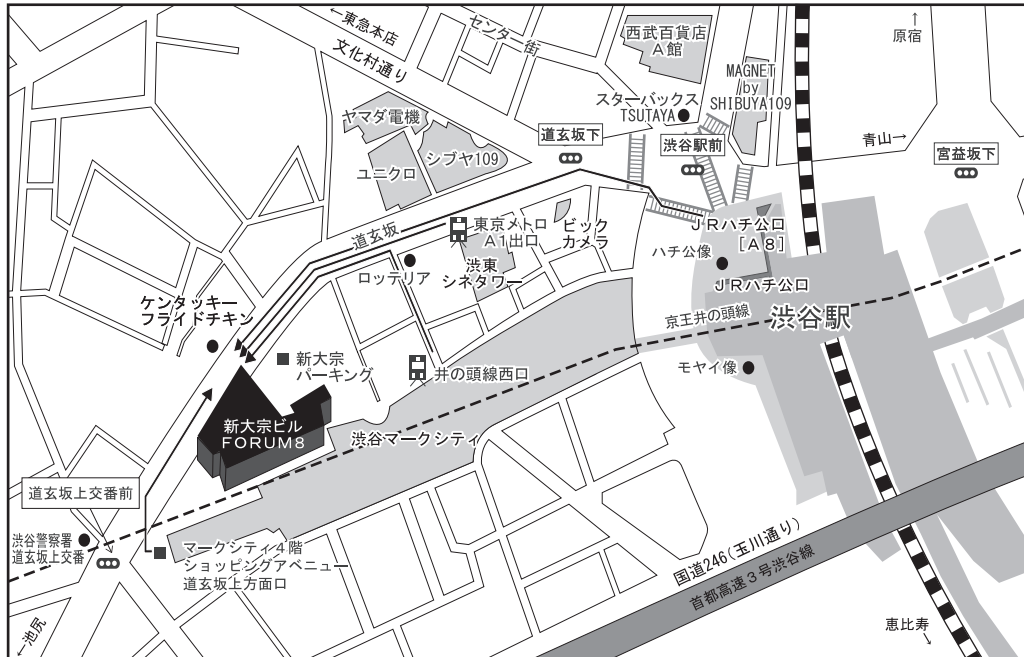 ←東急本店
文化村通り
センター街
西武百貨店
A館
↑
原宿
MAGNET
by
SHIBUYA109
スターバックス
TSUTAYA
ヤマダ電機
道玄坂下
渋谷駅前
青山→
宮益坂下
シブヤ109
ユニクロ
道玄坂
東京メトロ
A1出口
ビック
カメラ
JRハチ公口
[A8]
ハチ公像
JRハチ公口
ロッテリア
渋東
シネタワー
ケンタッキー
フライドチキン
京王井の頭線
渋谷駅
新大宗
パーキング
井の頭線西口
モヤイ像
新大宗ビル
FORUM8
渋谷マークシティ
道玄坂上交番前
渋谷警察署
道玄坂上交番
マークシティ4階
ショッピングアベニュー
道玄坂上方面口
国道246(玉川通り)
首都高速3号渋谷線
←池尻
恵比寿
↓